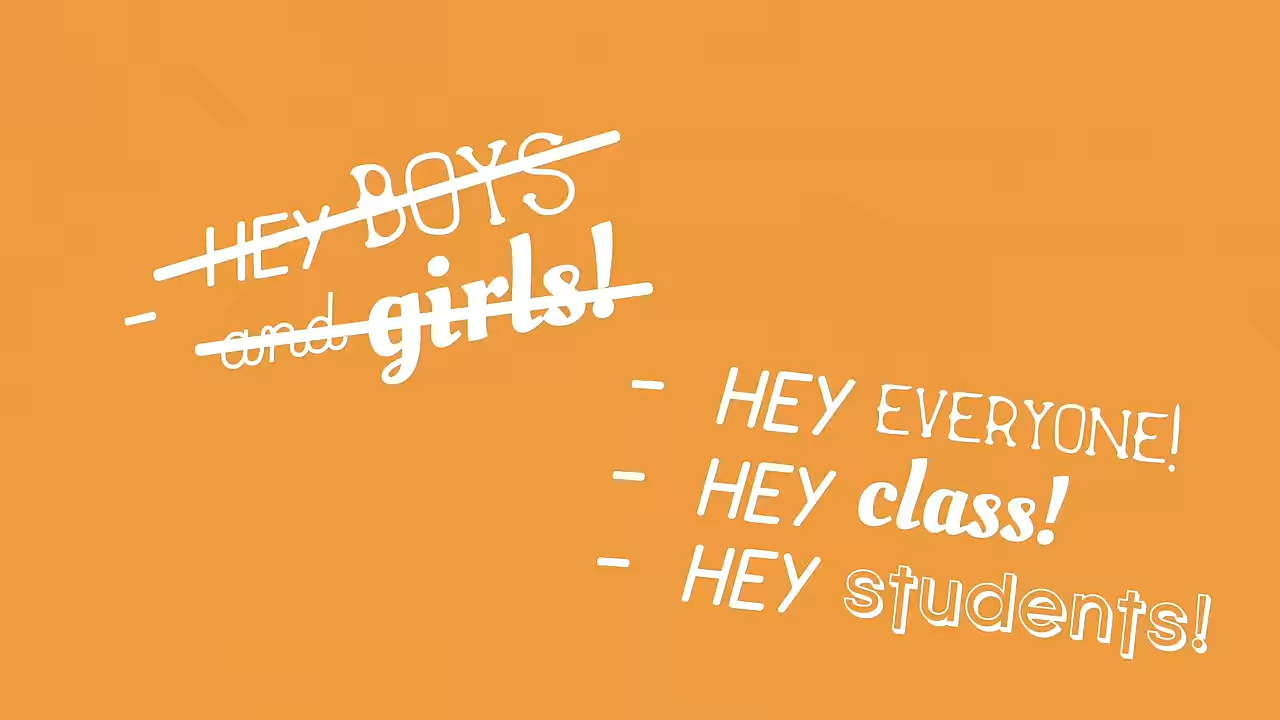 HEY BOYS
- and girls!
- HEY EVERYONE!
- HEY class!
- HEY students!